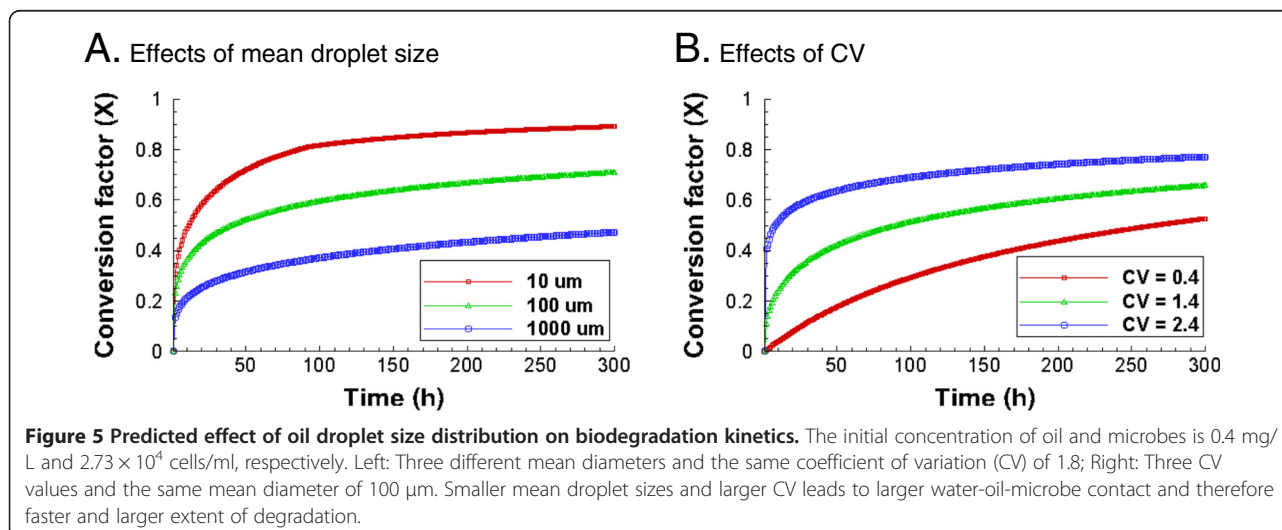 A. Effects of mean droplet size
Conversion factor (X)
1
0.8
0.6
0.4
0.2
0
0 50 100 150 200 250 300
Time (h)
10 um
100 um
1000 um
B. Effects of CV
Conversion factor (X)
1
0.8
0.6
0.4
0.2
0
50 100 150 200 250 300
Time (h)
CV = 0.4
CV = 1.4
CV = 2.4
Figure 5 Predicted effect of oil droplet size distribution on biodegradation kinetics. The initial concentration of oil and microbes is 0.4 mg/
L and 2.73 × 10⁴ cells/ml, respectively. Left: Three different mean diameters and the same coefficient of variation (CV) of 1.8; Right: Three CV
values and the same mean diameter of 100 μm. Smaller mean droplet sizes and larger CV leads to larger water-oil-microbe contact and therefore
faster and larger extent of degradation.